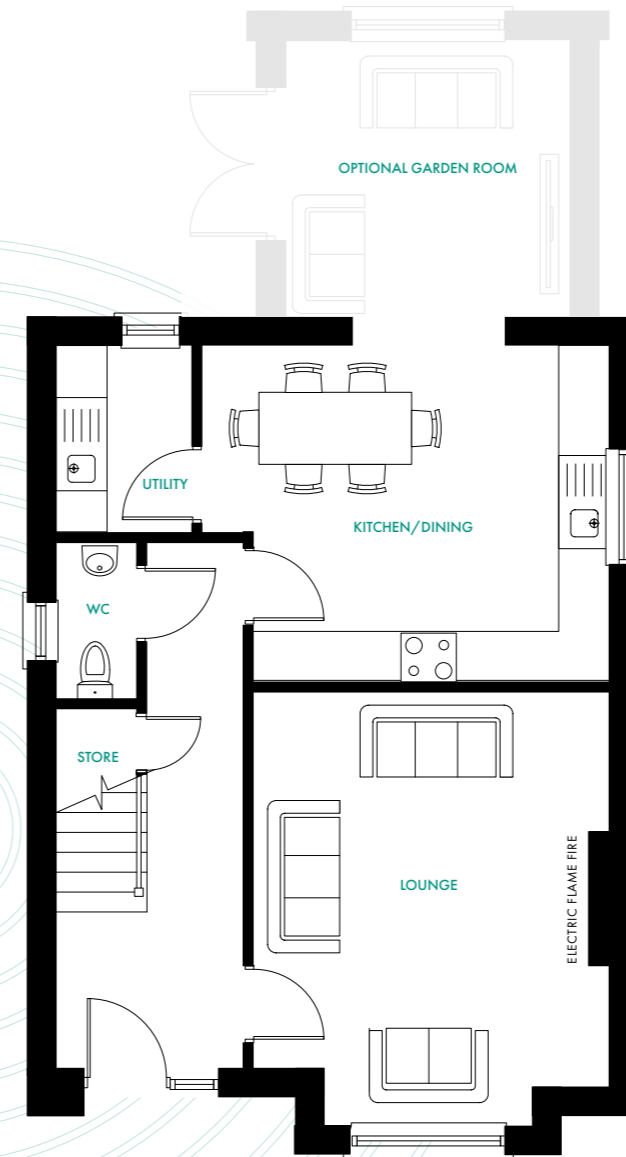 OPTIONAL GARDEN ROOM
UTILITY
KITCHEN/DINING
WC
STORE
LOUNGE
ELECTRIC FLAME FIRE